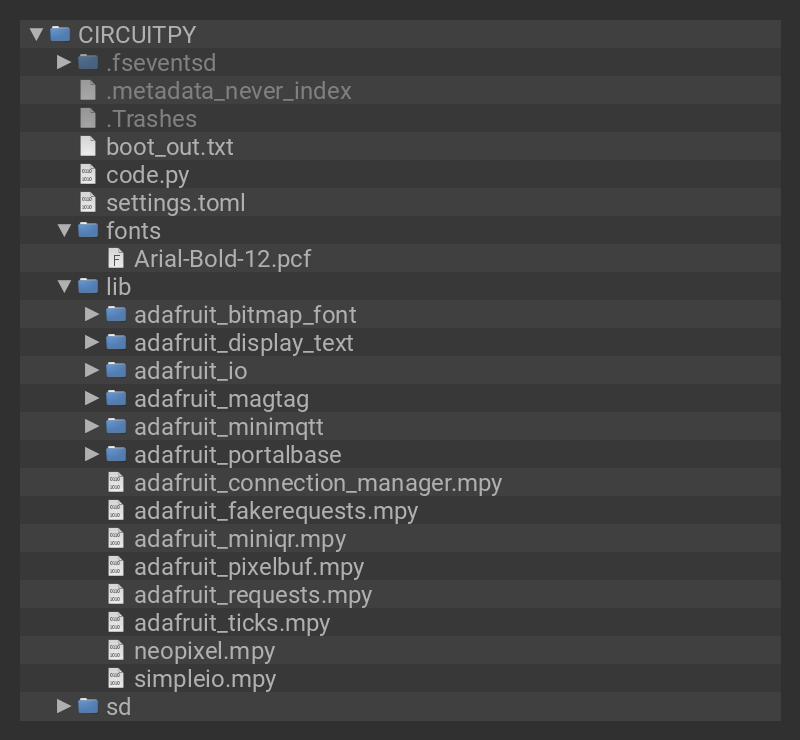 CIRCUITPY
.fseventsd
.metadata_never_index
.Trashes
boot_out.txt
code.py
settings.toml
fonts
Arial-Bold-12.pcf
lib
adafruit_bitmap_font
adafruit_display_text
adafruit_io
adafruit_magtag
adafruit_minimqtt
adafruit_portalbase
adafruit_connection_manager.mpy
adafruit_fakerequests.mpy
adafruit_miniqr.mpy
adafruit_pixelbuf.mpy
adafruit_requests.mpy
adafruit_ticks.mpy
neopixel.mpy
simpleio.mpy
sd